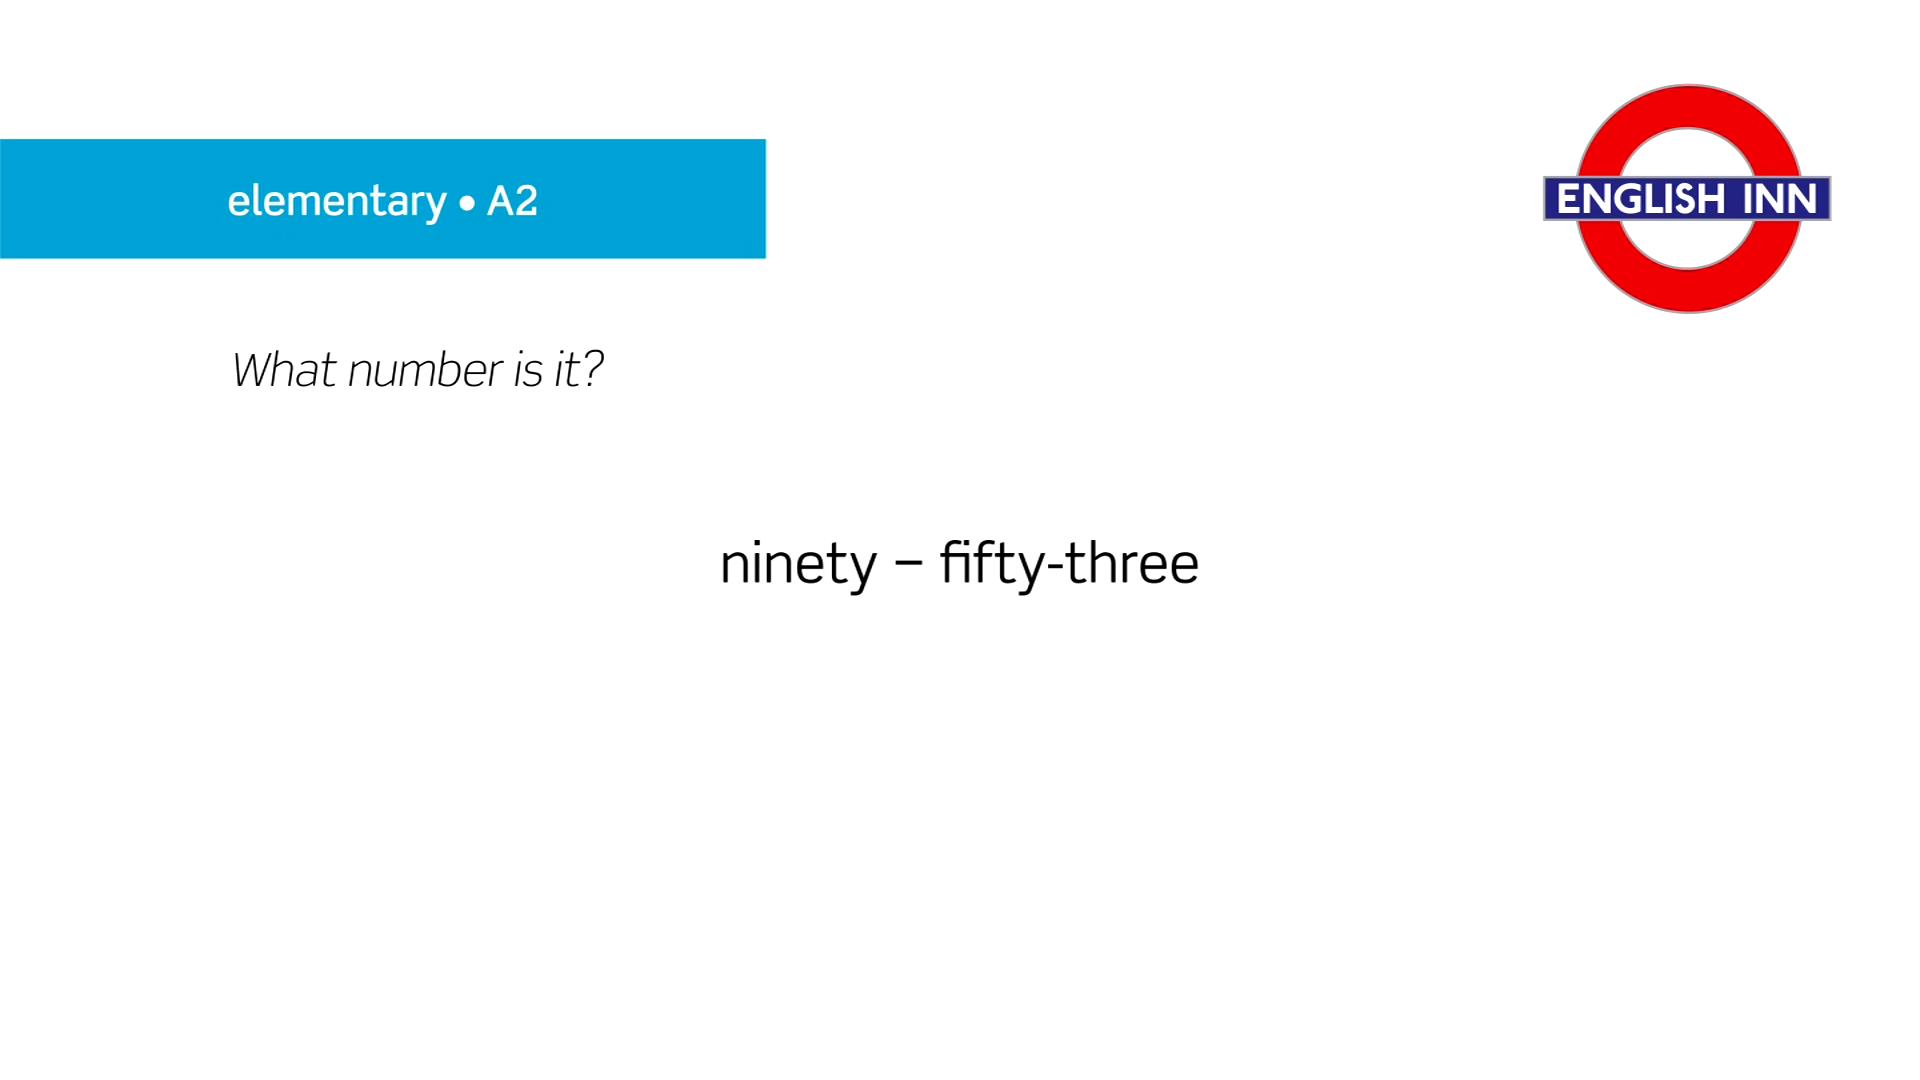 elementary • A2
ENGLISH INN
What number is it?
ninety – fifty-three